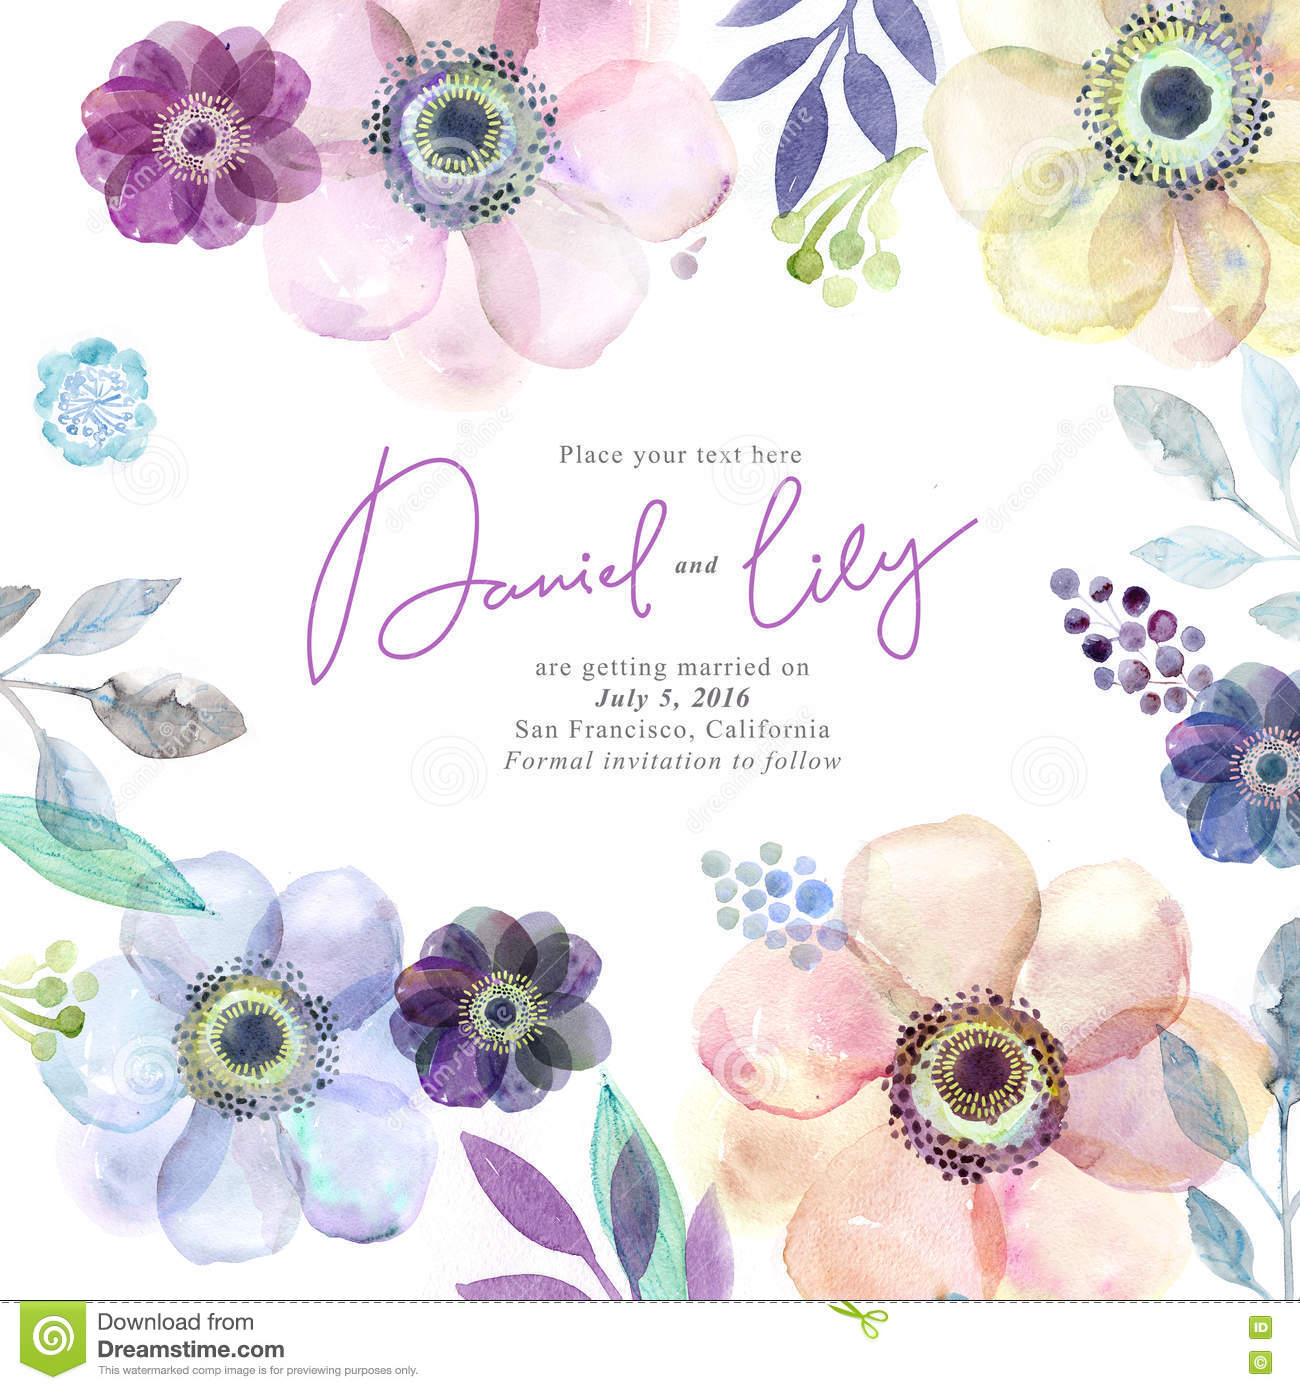 Place your text here
Daniel and Lily
are getting married on
July 5, 2016
San Francisco, California
Formal invitation to follow
Download from
Dreamstime.com
This watermarked comp image is for previewing purposes only.
ID
©